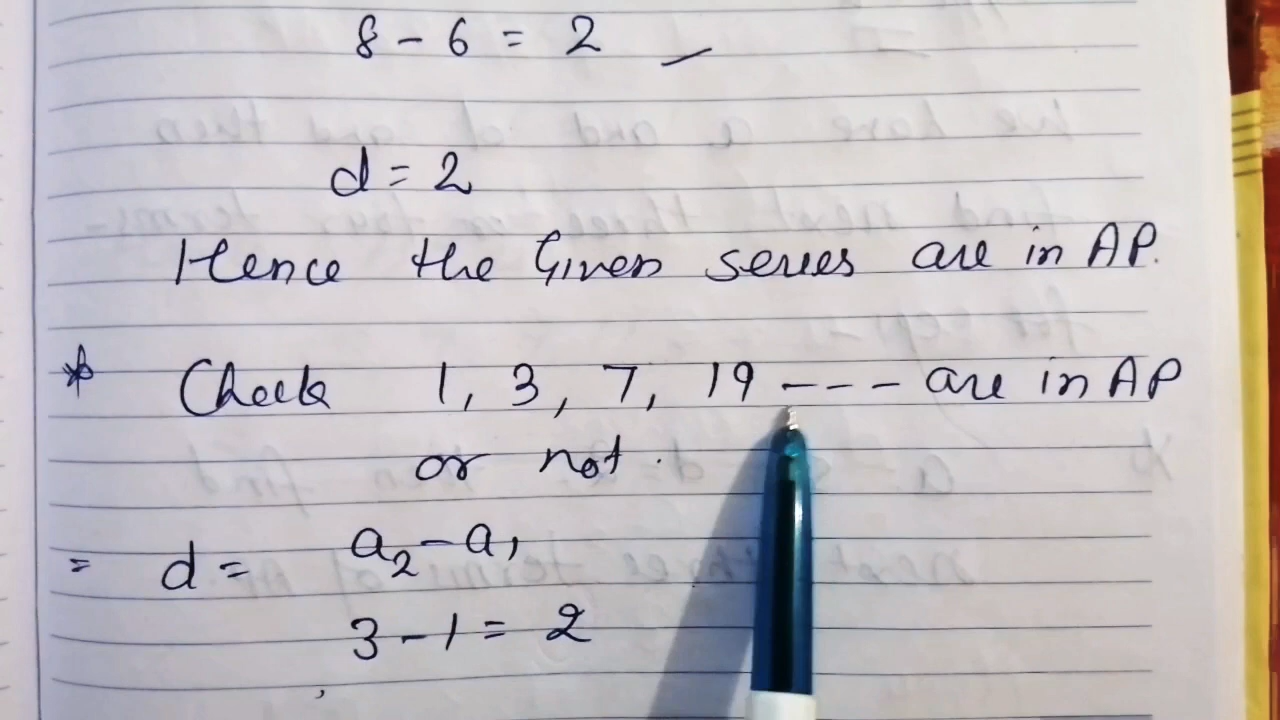 8 - 6 = 2
d = 2
Hence the Given series are in AP.
* Check 1, 3, 7, 19 --- are in AP
or not.
= d = a₂ - a₁
3 - 1 = 2